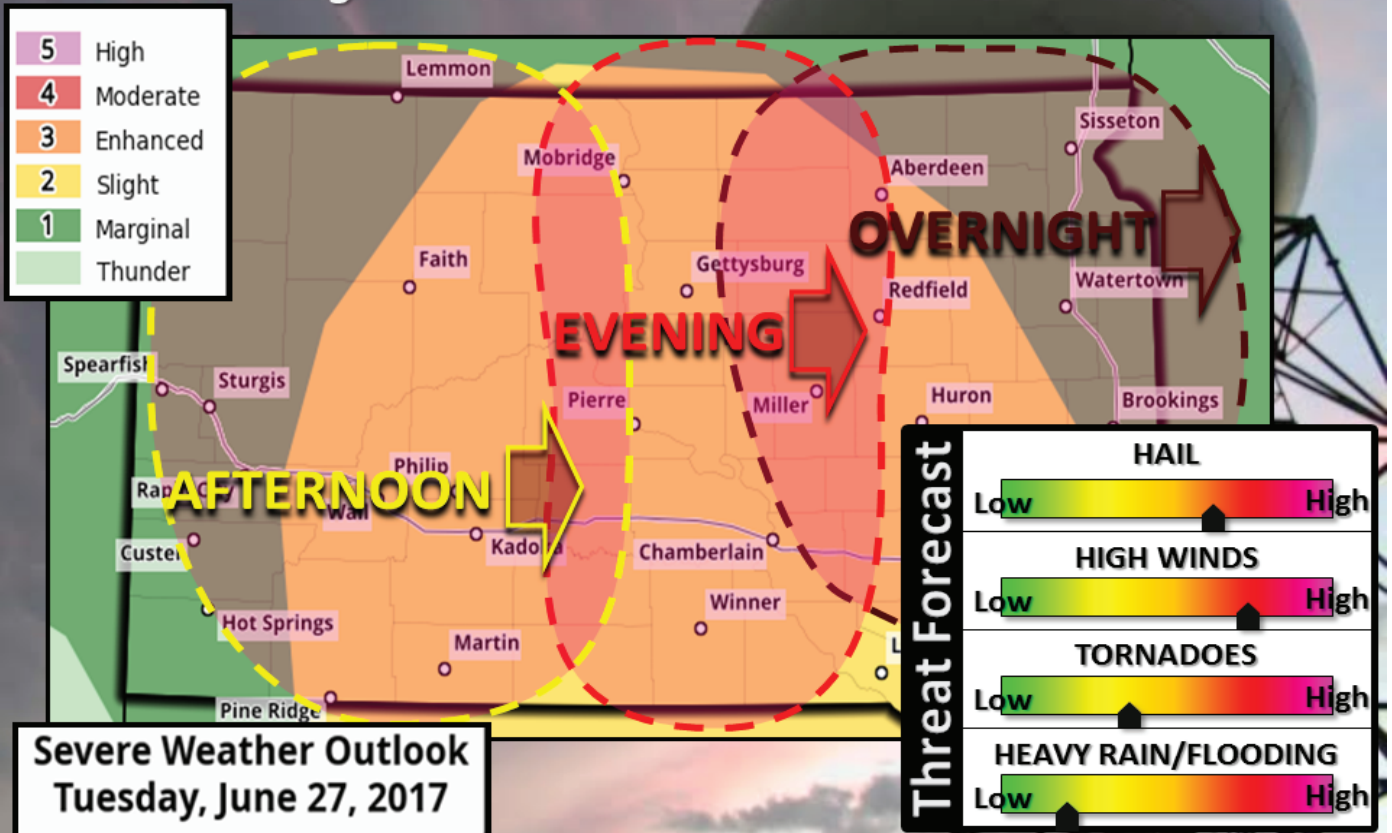 5 High
4 Moderate
3 Enhanced
2 Slight
1 Marginal
Thunder
Lemmon
Sisseton
Mobridge
Aberdeen
OVERNIGHT
Faith
Gettysburg
Watertown
Redfield
EVENING
Spearfish
Sturgis
Pierre
Miller
Huron
Brookings
Philip
AFTERNOON
Wall
Kadoka
Chamberlain
Custer
Winner
Hot Springs
Martin
Pine Ridge
Severe Weather Outlook
Tuesday, June 27, 2017
Threat Forecast
HAIL
Low High
HIGH WINDS
Low High
TORNADOES
Low High
HEAVY RAIN/FLOODING
Low High